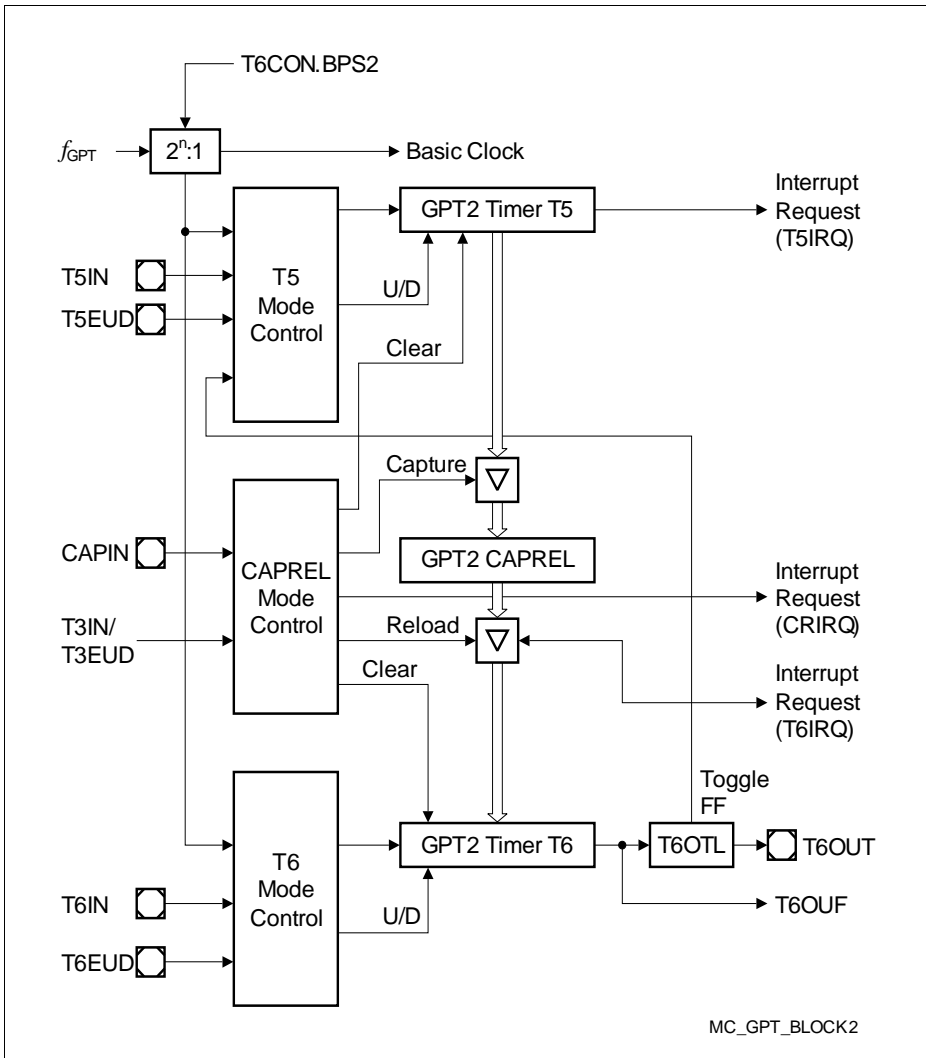 T6CON.BPS2
fGPT
2ⁿ:1
Basic Clock
Interrupt
Request
(T5IRQ)
GPT2 Timer T5
T5
Mode
Control
T5IN
T5EUD
U/D
Clear
Capture
CAPREL
Mode
Control
CAPIN
GPT2 CAPREL
T3IN/
T3EUD
Interrupt
Request
(CRIRQ)
Reload
Clear
Interrupt
Request
(T6IRQ)
Toggle
FF
T6
Mode
Control
GPT2 Timer T6
T6OTL
T6OUT
T6IN
U/D
T6OUF
T6EUD
MC_GPT_BLOCK2